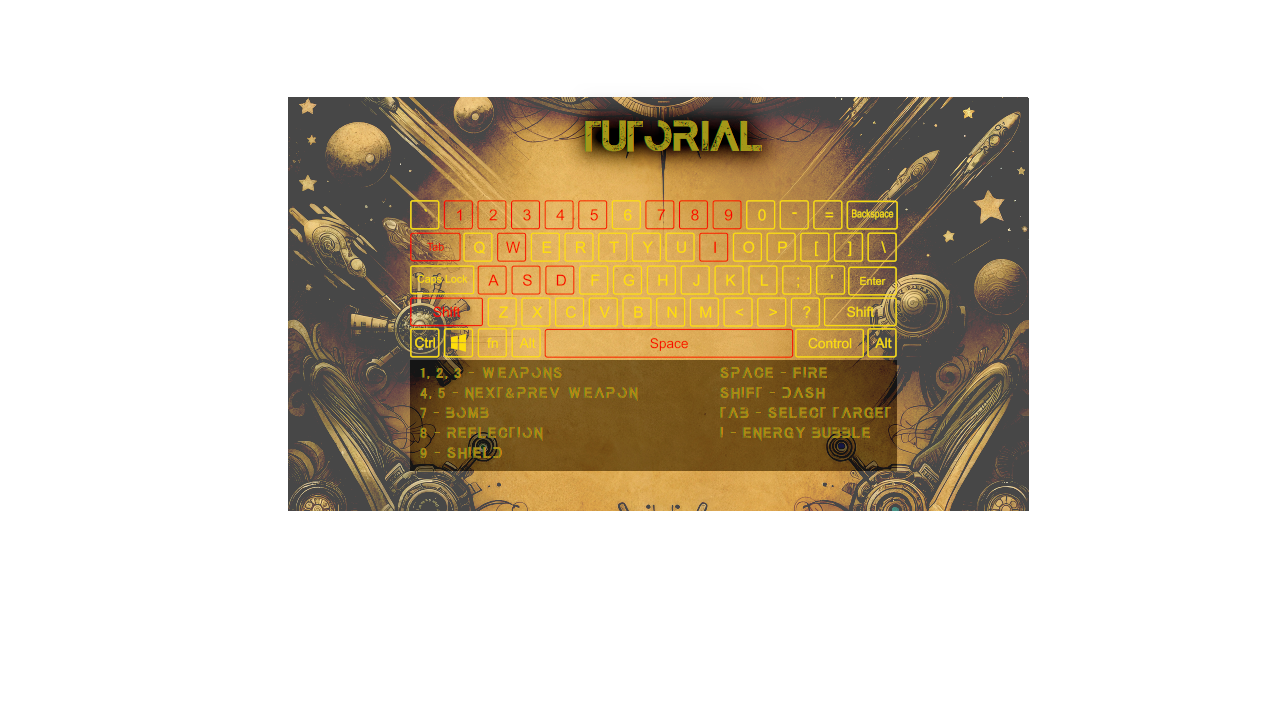 TUTORIAL
1 2 3 4 5 6 7 8 9 0 - = Backspace
Tab Q W E R T Y U I O P [ ] \
Caps Lock A S D F G H J K L ; ' Enter
Shift Z X C V B N M < > ? Shift
Ctrl fn Alt Space Control Alt
1, 2, 3 - WEAPONS
4, 5 - NEXT&PREV WEAPON
7 - BOMB
8 - REFLECTION
9 - SHIELD
SPACE - FIRE
SHIFT - DASH
TAB - SELECT TARGET
I - ENERGY BUBBLE